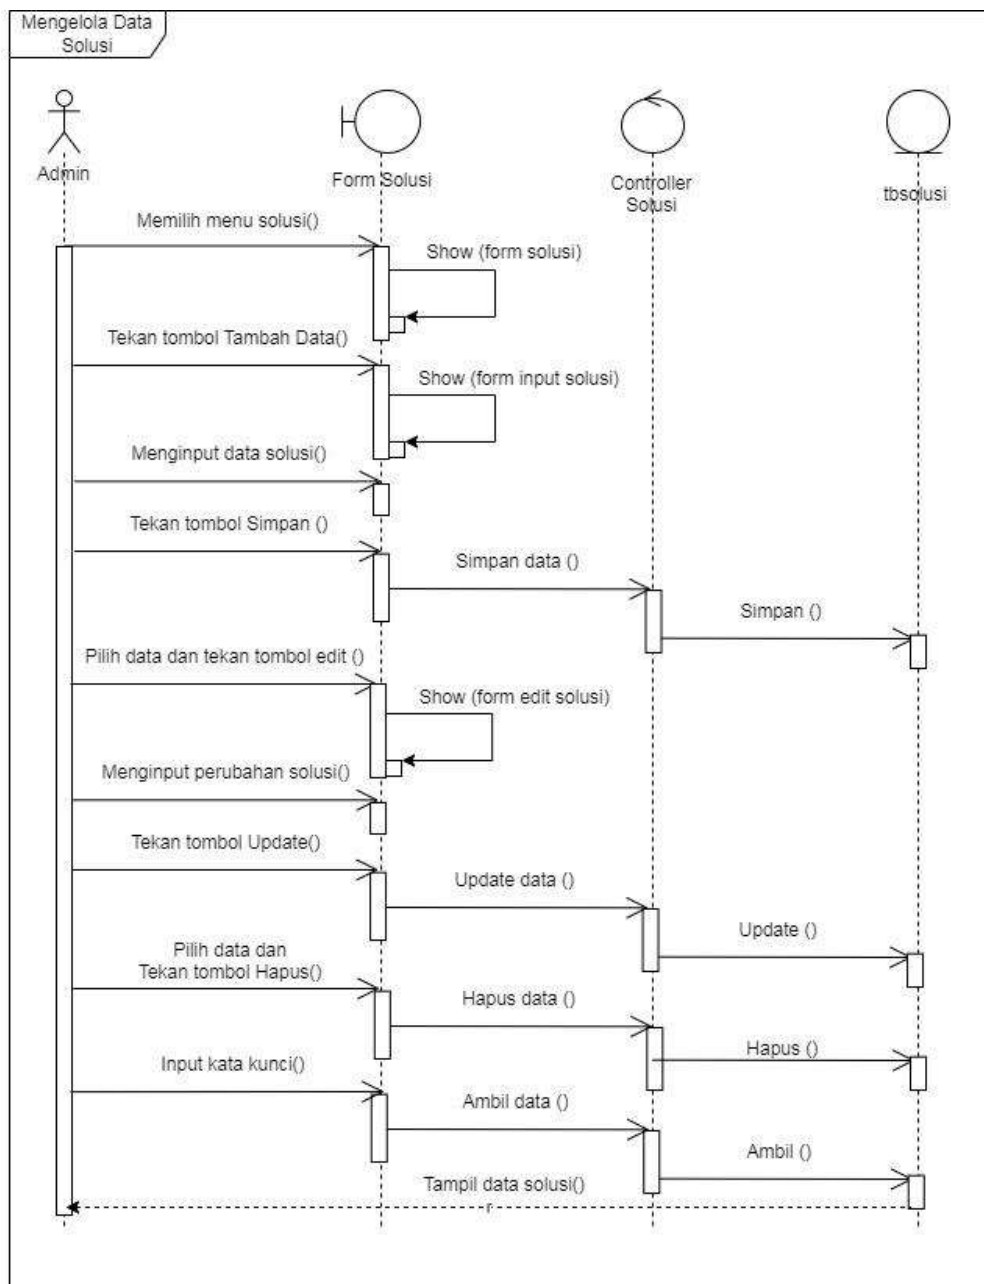 Mengelola Data
Solusi
Admin
Form Solusi
Controller
Solusi
tbsolusi
Memilih menu solusi()
Show (form solusi)
Tekan tombol Tambah Data()
Show (form input solusi)
Menginput data solusi()
Tekan tombol Simpan ()
Simpan data ()
Simpan ()
Pilih data dan tekan tombol edit ()
Show (form edit solusi)
Menginput perubahan solusi()
Tekan tombol Update()
Update data ()
Update ()
Pilih data dan
Tekan tombol Hapus()
Hapus data ()
Hapus ()
Input kata kunci()
Ambil data ()
Ambil ()
Tampil data solusi()
r